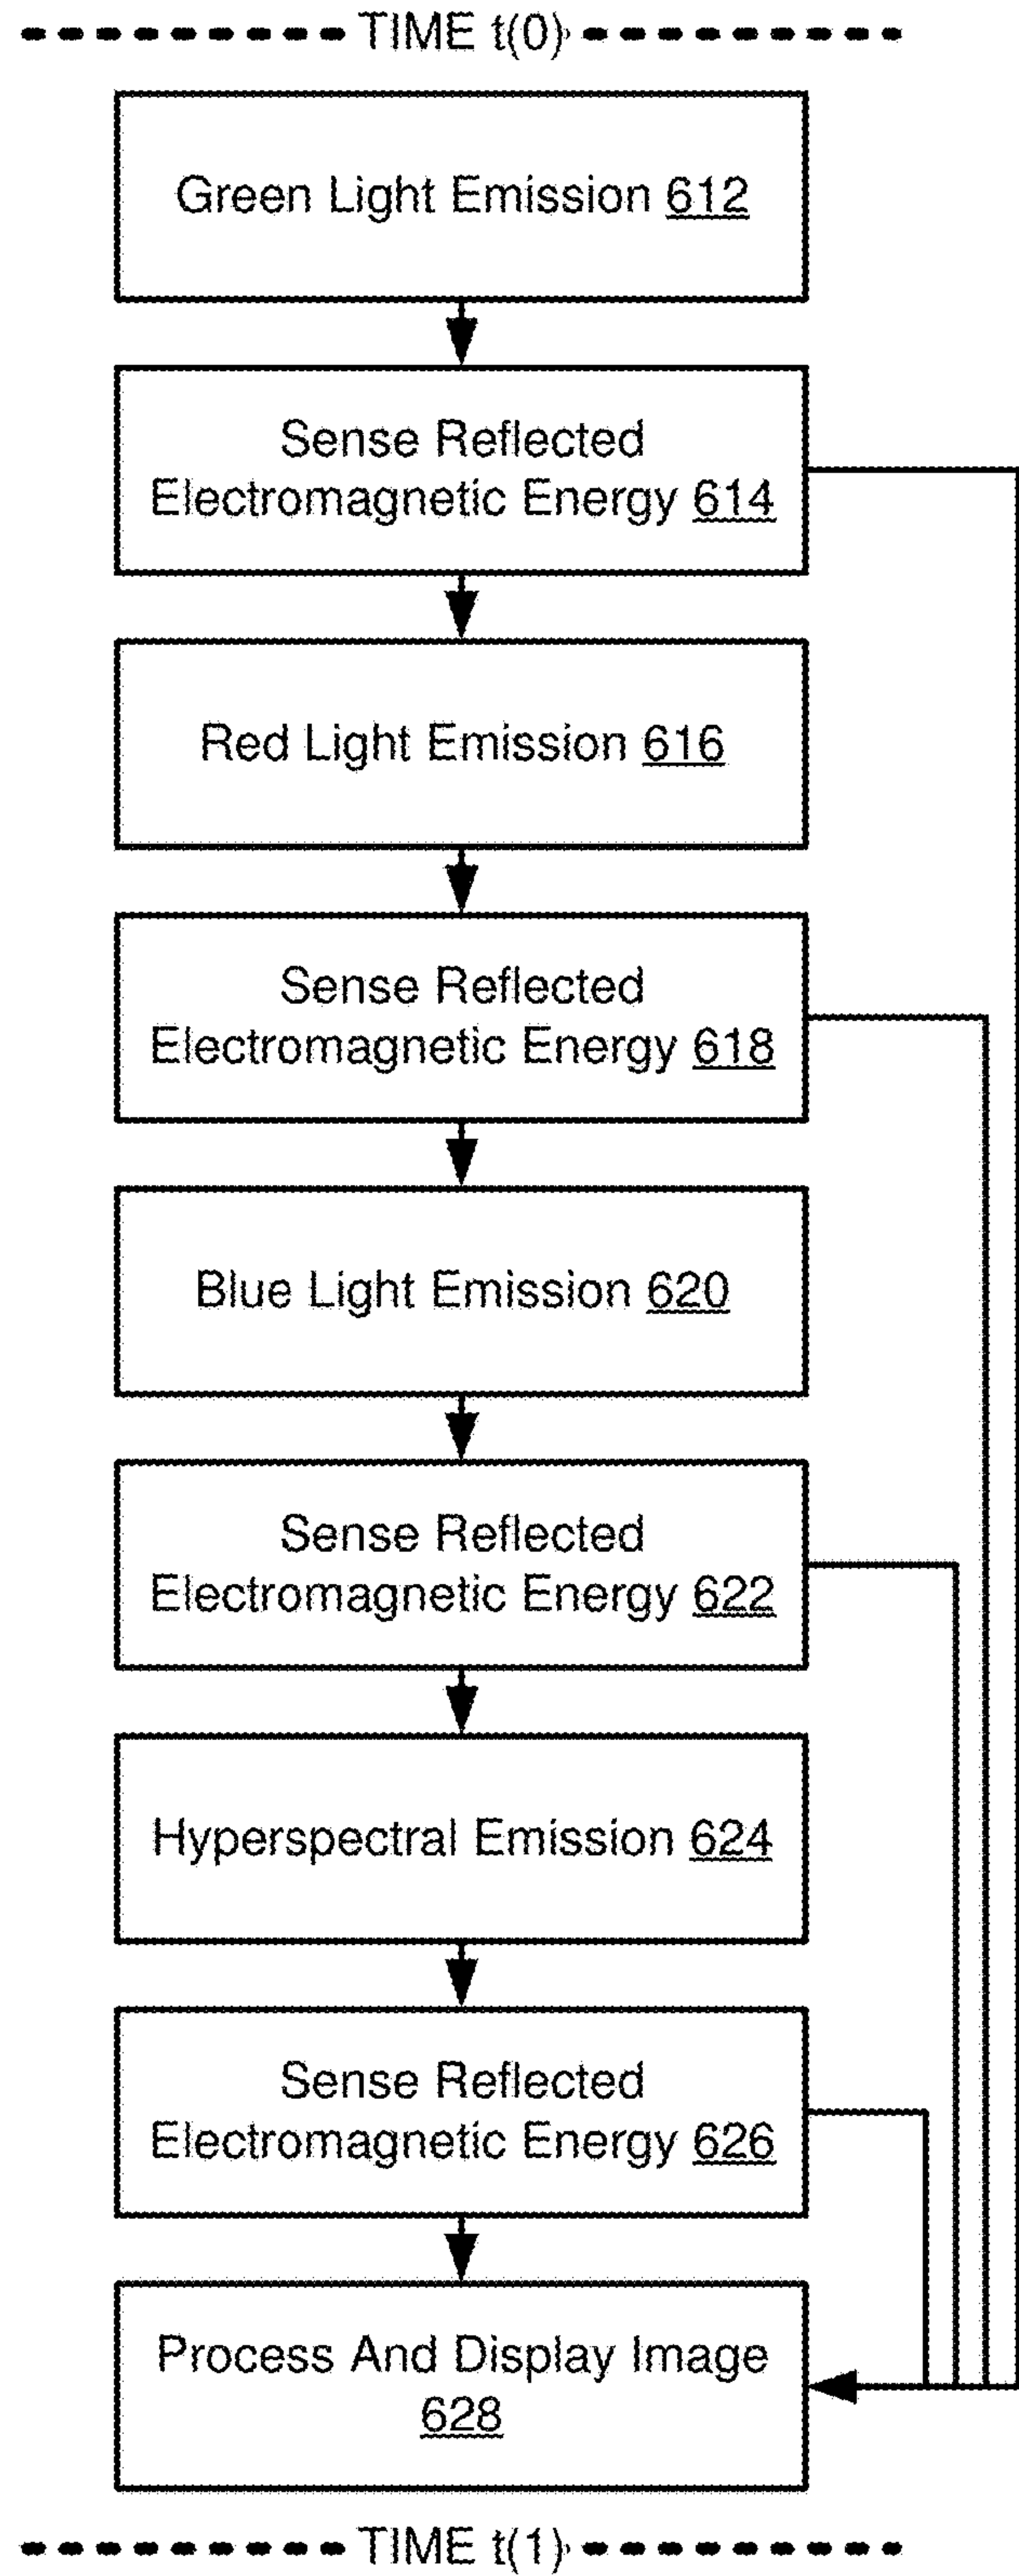 TIME t(0)
Green Light Emission 612
Sense Reflected
Electromagnetic Energy 614
Red Light Emission 616
Sense Reflected
Electromagnetic Energy 618
Blue Light Emission 620
Sense Reflected
Electromagnetic Energy 622
Hyperspectral Emission 624
Sense Reflected
Electromagnetic Energy 626
Process And Display Image
628
TIME t(1)